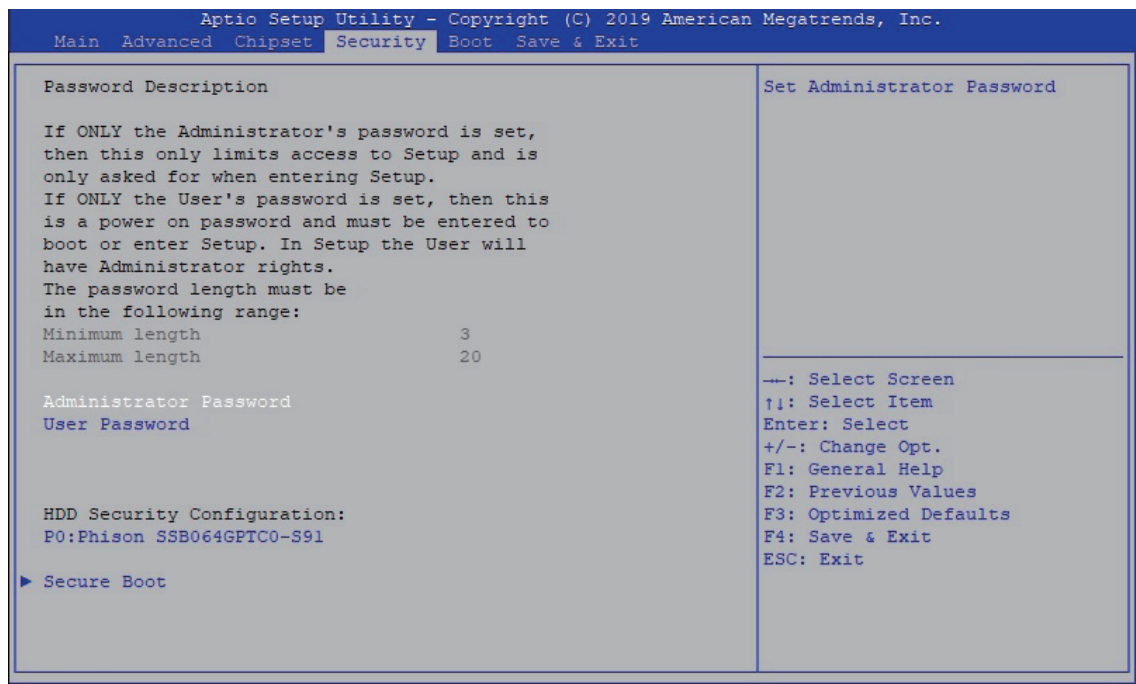 Aptio Setup Utility – Copyright (C) 2019 American Megatrends, Inc.
Main Advanced Chipset Security Boot Save & Exit
Password Description
If ONLY the Administrator's password is set,
then this only limits access to Setup and is
only asked for when entering Setup.
If ONLY the User's password is set, then this
is a power on password and must be entered to
boot or enter Setup. In Setup the User will
have Administrator rights.
The password length must be
in the following range:
Minimum length 3
Maximum length 20
Administrator Password
User Password
HDD Security Configuration:
P0:Phison SSB064GPTC0-S91
▶ Secure Boot
Set Administrator Password
→←: Select Screen
↑↓: Select Item
Enter: Select
+/-: Change Opt.
F1: General Help
F2: Previous Values
F3: Optimized Defaults
F4: Save & Exit
ESC: Exit